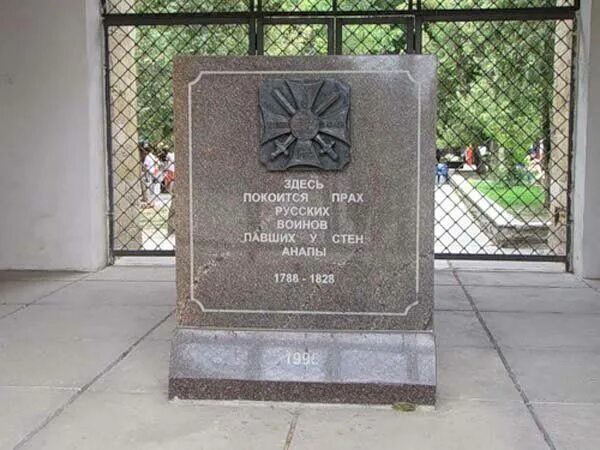 ЗДЕСЬ
ПОКОИТСЯ ПРАХ
РУССКИХ
ВОИНОВ
ПАВШИХ У СТЕН
АНАПЫ
1788 - 1828